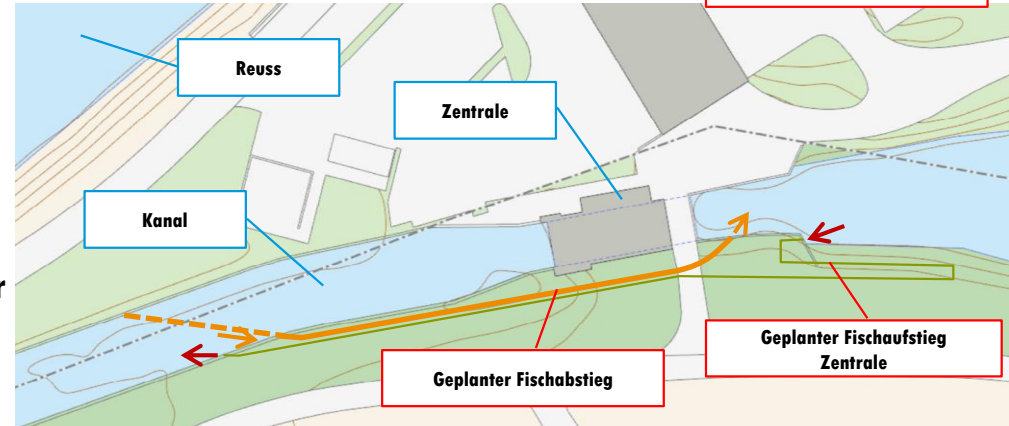 Reuss
Zentrale
Kanal
r
Geplanter Fischaufstieg
Zentrale
Geplanter Fischabstieg